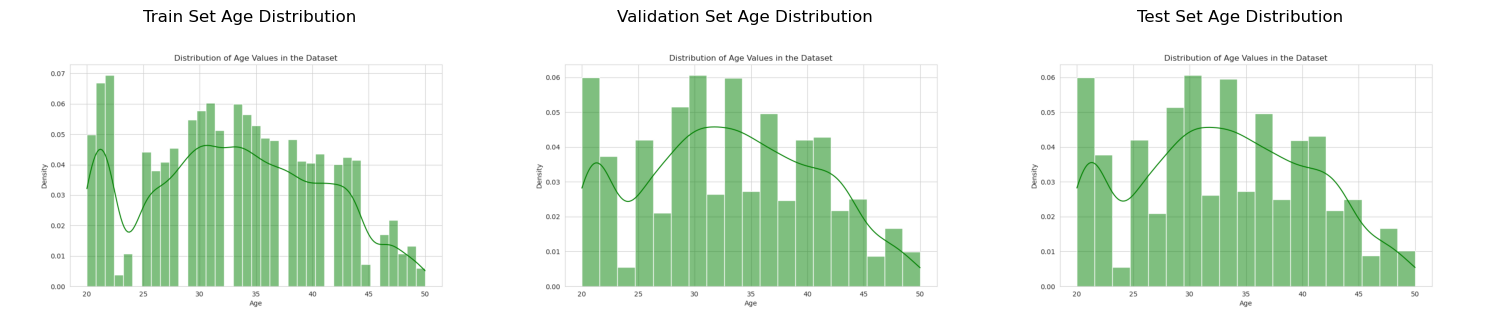 Train Set Age Distribution
Distribution of Age Values in the Dataset
0.07
0.06
0.05
0.04
0.03
0.02
0.01
0.00
Density
20 25 30 35 40 45 50
Age
Validation Set Age Distribution
Distribution of Age Values in the Dataset
0.06
0.05
0.04
0.03
0.02
0.01
0.00
Density
20 25 30 35 40 45 50
Age
Test Set Age Distribution
Distribution of Age Values in the Dataset
0.06
0.05
0.04
0.03
0.02
0.01
0.00
Density
20 25 30 35 40 45 50
Age